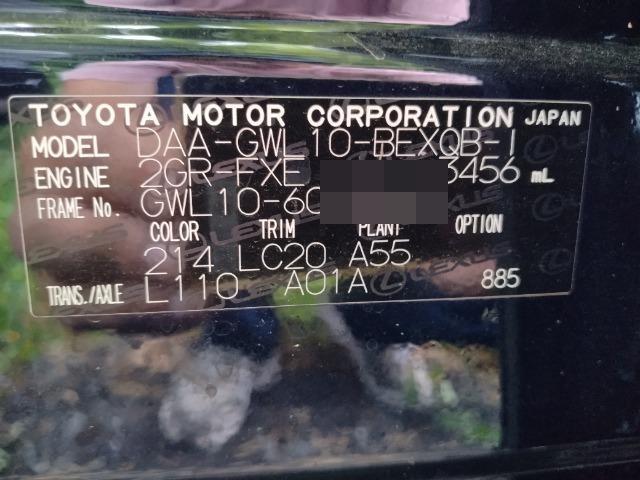 TOYOTA MOTOR CORPORATION JAPAN
MODEL DAA-GWL10-BEXQB-I
ENGINE 2GR-FXE 3456 mL
FRAME No. GWL10-60
COLOR TRIM PLANT OPTION
214 LC20 A55
TRANS./AXLE L110 A01A 885